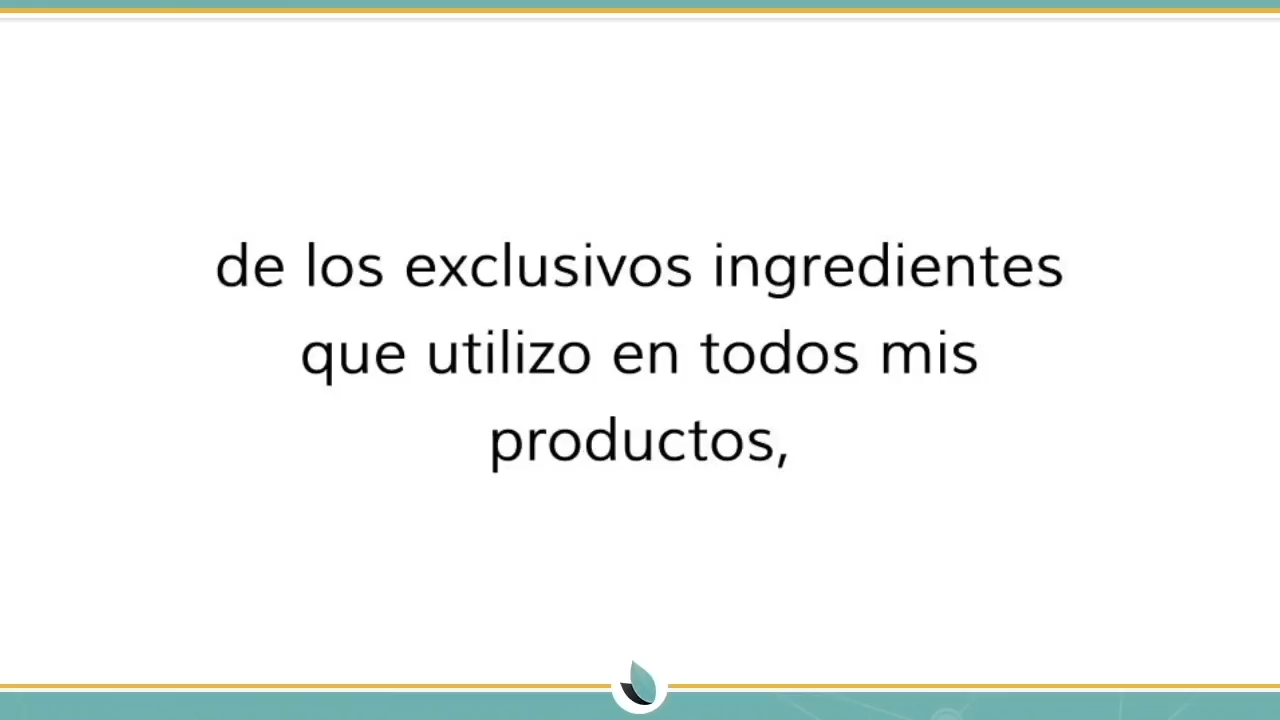 de los exclusivos ingredientes
que utilizo en todos mis
productos,